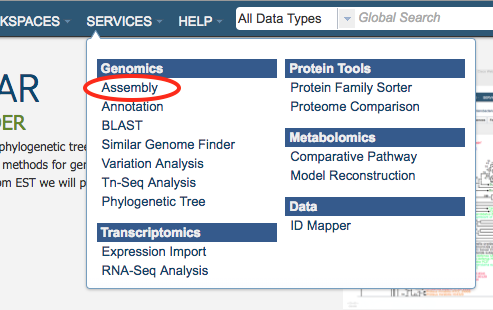 KSPACES SERVICES HELP All Data Types Global Search
Genomics
Assembly
Annotation
BLAST
Similar Genome Finder
Variation Analysis
Tn-Seq Analysis
Phylogenetic Tree
Transcriptomics
Expression Import
RNA-Seq Analysis
Protein Tools
Protein Family Sorter
Proteome Comparison
Metabolomics
Comparative Pathway
Model Reconstruction
Data
ID Mapper
AR
DER
phylogenetic tree
methods for gen
om EST we will p